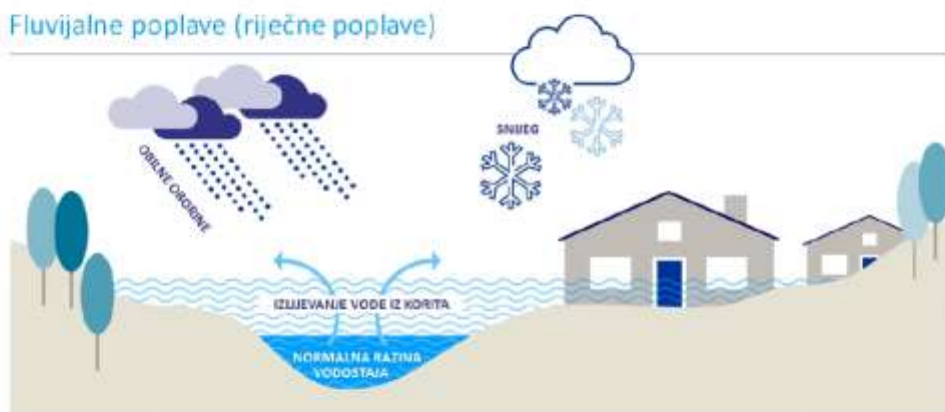 Fluvijalne poplave (riječne poplave)
OBILNE OBORINE
SNIJEG
IZLIJEVANJE VODE IZ KORITA
NORMALNA RAZINA
VODOSTAJA